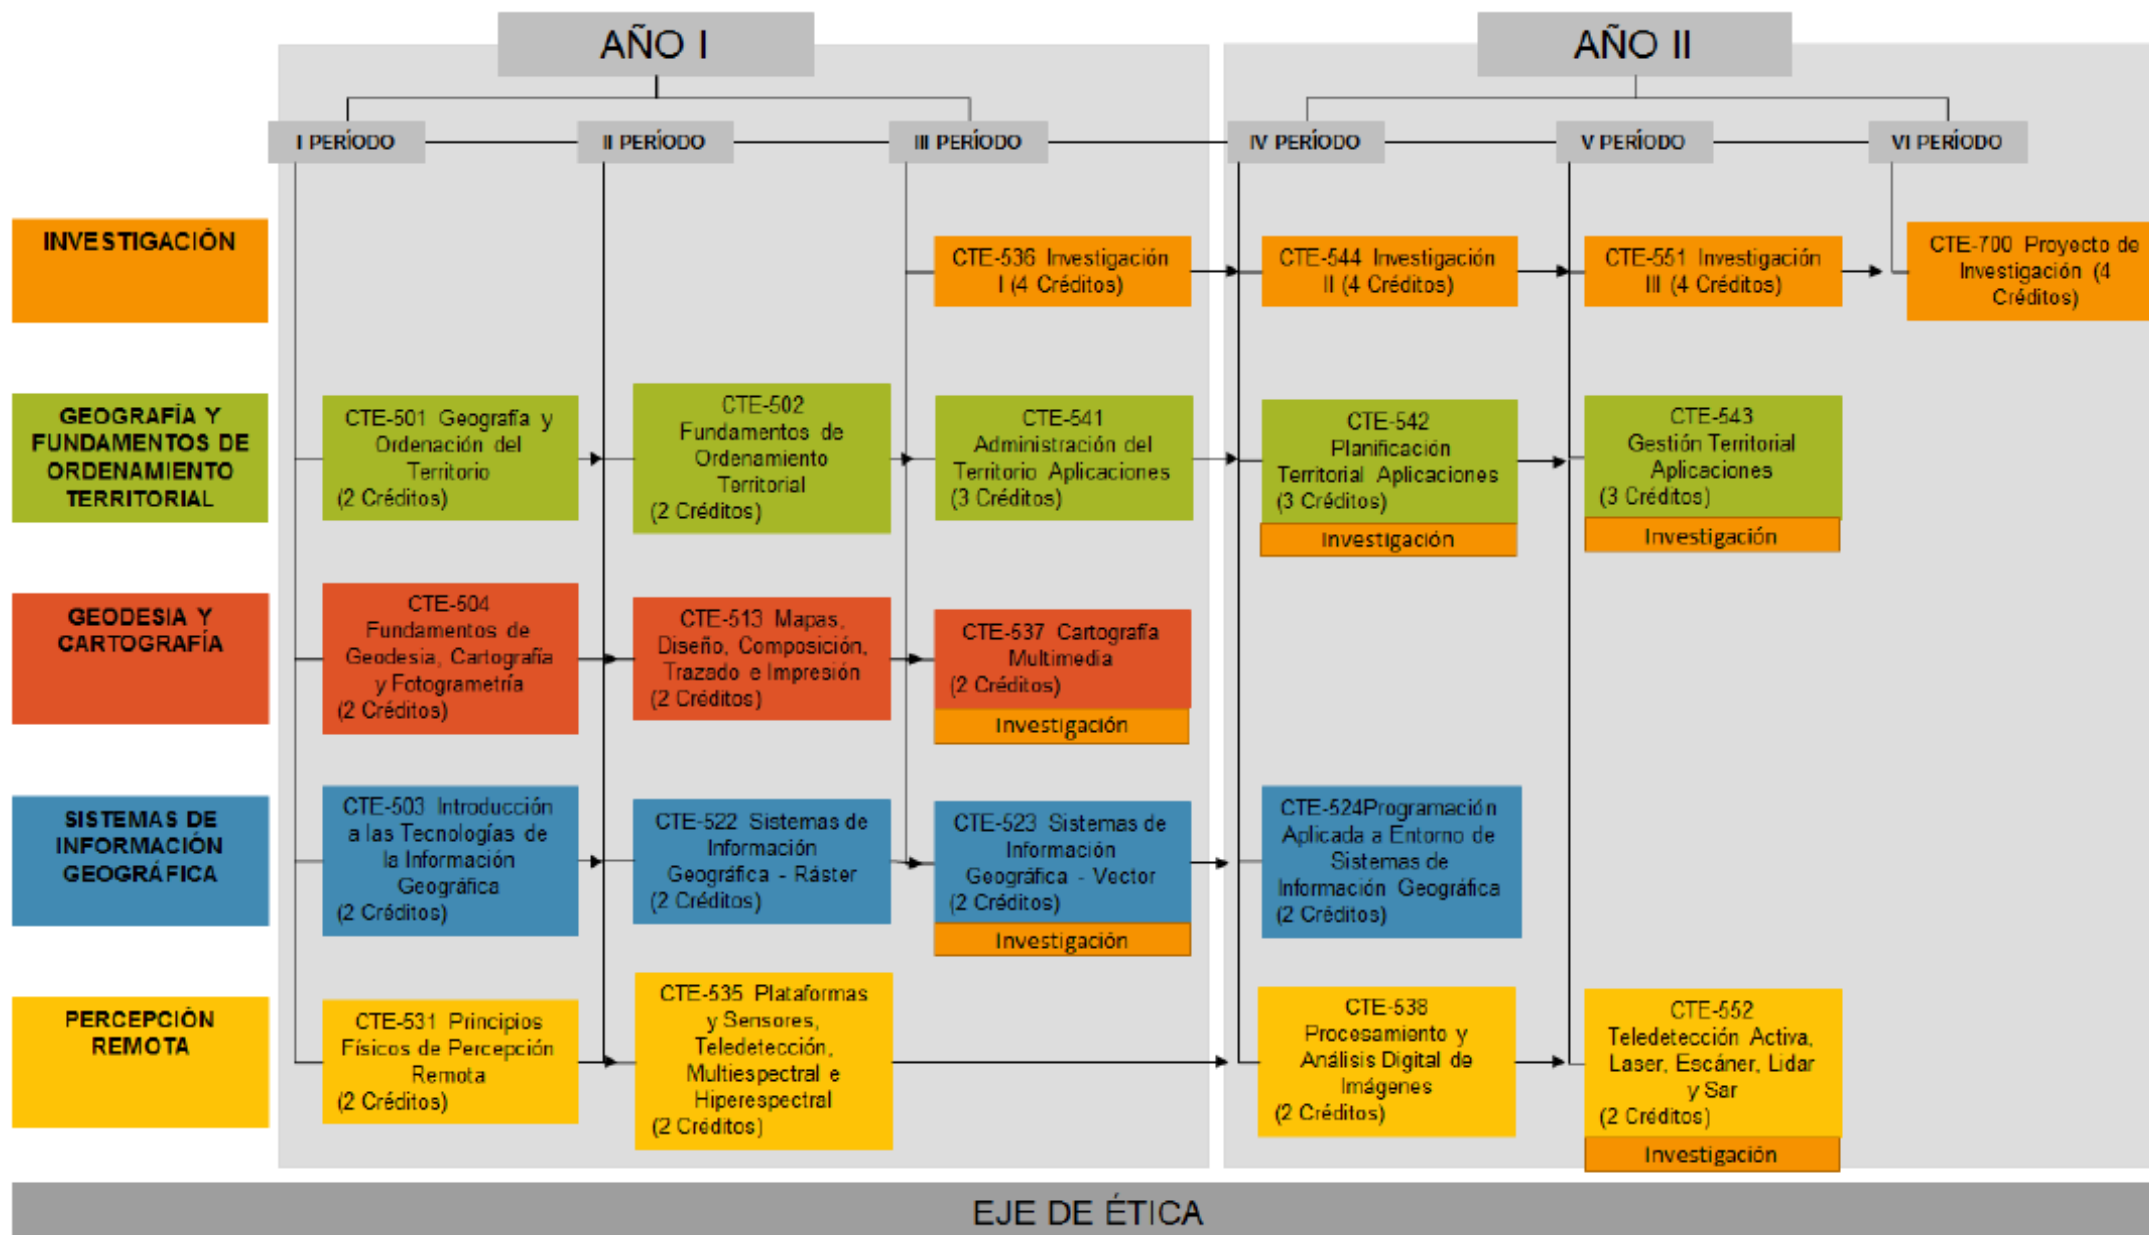 AÑO I
AÑO II
I PERÍODO
II PERÍODO
III PERÍODO
IV PERÍODO
V PERÍODO
VI PERÍODO
INVESTIGACIÓN
CTE-536 Investigación
I (4 Créditos)
CTE-544 Investigación
II (4 Créditos)
CTE-551 Investigación
III (4 Créditos)
CTE-700 Proyecto de
Investigación (4
Créditos)
GEOGRAFÍA Y
FUNDAMENTOS DE
ORDENAMIENTO
TERRITORIAL
CTE-501 Geografía y
Ordenación del
Territorio
(2 Créditos)
CTE-502
Fundamentos de
Ordenamiento
Territorial
(2 Créditos)
CTE-541
Administración del
Territorio Aplicaciones
(3 Créditos)
CTE-542
Planificación
Territorial Aplicaciones
(3 Créditos)
Investigación
CTE-543
Gestión Territorial
Aplicaciones
(3 Créditos)
Investigación
GEODESIA Y
CARTOGRAFÍA
CTE-504
Fundamentos de
Geodesia, Cartografía
y Fotogrametría
(2 Créditos)
CTE-513 Mapas,
Diseño, Composición,
Trazado e Impresión
(2 Créditos)
CTE-537 Cartografía
Multimedia
(2 Créditos)
Investigación
SISTEMAS DE
INFORMACIÓN
GEOGRÁFICA
CTE-503 Introducción
a las Tecnologías de
la Información
Geográfica
(2 Créditos)
CTE-522 Sistemas de
Información
Geográfica - Ráster
(2 Créditos)
CTE-523 Sistemas de
Información
Geográfica - Vector
(2 Créditos)
Investigación
CTE-524Programación
Aplicada a Entorno de
Sistemas de
Información Geográfica
(2 Créditos)
PERCEPCIÓN
REMOTA
CTE-531 Principios
Físicos de Percepción
Remota
(2 Créditos)
CTE-535 Plataformas
y Sensores,
Teledetección,
Multiespectral e
Hiperespectral
(2 Créditos)
CTE-538
Procesamiento y
Análisis Digital de
Imágenes
(2 Créditos)
CTE-552
Teledetección Activa,
Laser, Escáner, Lidar
y Sar
(2 Créditos)
Investigación
EJE DE ÉTICA